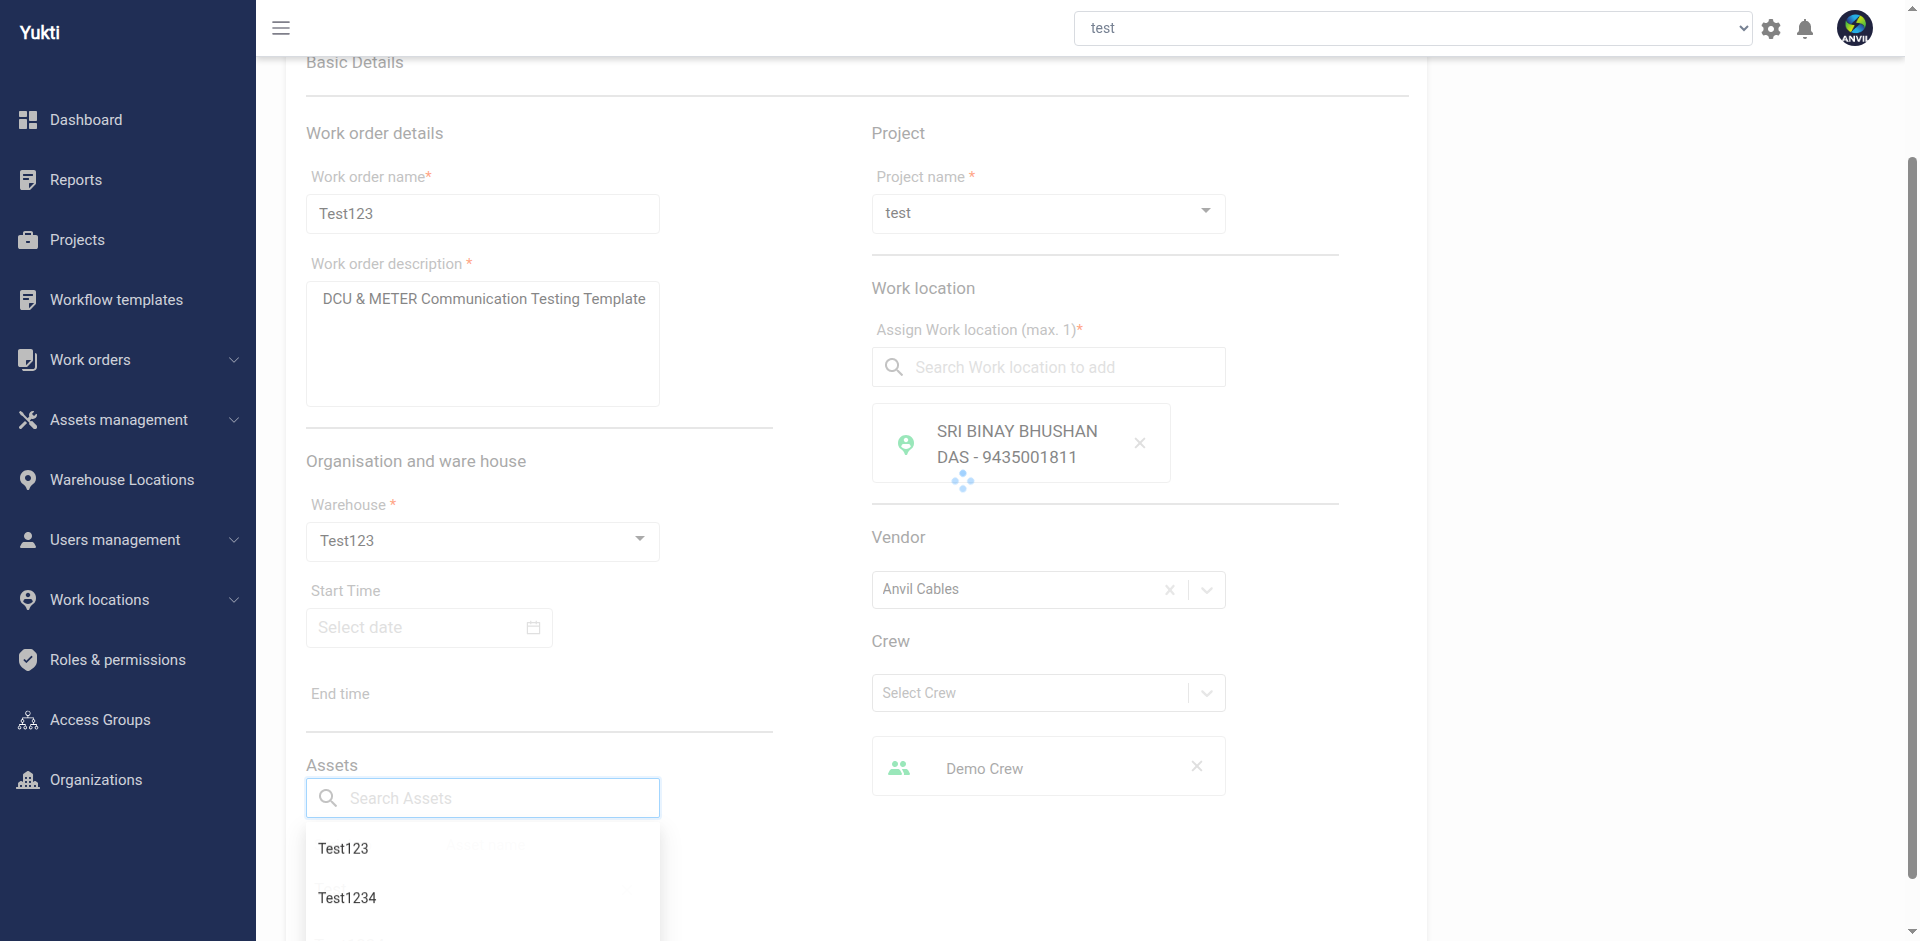 Yukti
test
ANVIL
Dashboard
Reports
Projects
Workflow templates
Work orders
Assets management
Warehouse Locations
Users management
Work locations
Roles & permissions
Access Groups
Organizations
Basic Details
Work order details
Work order name*
Test123
Work order description *
DCU & METER Communication Testing Template
Organisation and ware house
Warehouse *
Test123
Start Time
Select date
End time
Assets
Search Assets
Test123
Test1234
Project
Project name *
test
Work location
Assign Work location (max. 1)*
Search Work location to add
SRI BINAY BHUSHAN
DAS - 9435001811
Vendor
Anvil Cables
Crew
Select Crew
Demo Crew